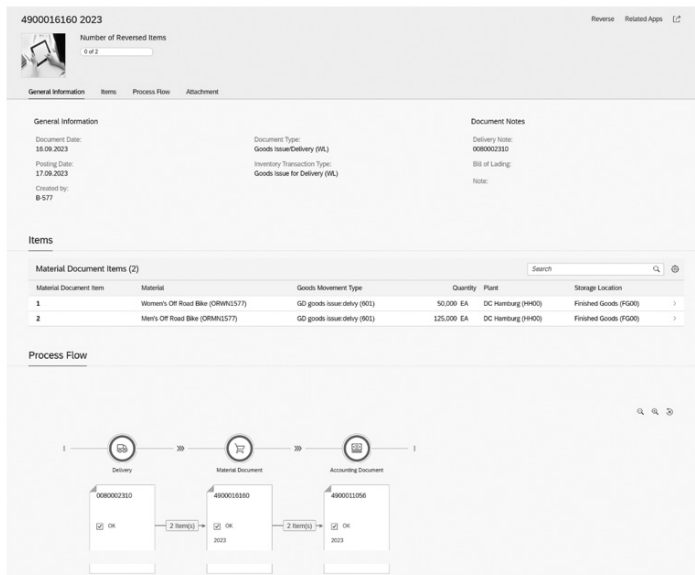 4900016160 2023
Reverse Related Apps
Number of Reversed Items
0 of 2
General Information Items Process Flow Attachment
General Information
Document Notes
Document Date:
16.09.2023
Document Type:
Goods Issue/Delivery (WL)
Delivery Note:
0080002310
Posting Date:
17.09.2023
Inventory Transaction Type:
Goods Issue for Delivery (WL)
Bill of Lading:
Note:
Created by:
B-577
Items
Material Document Items (2)
Search
Material Document Item Material Goods Movement Type Quantity Plant Storage Location
1 Women's Off Road Bike (ORWN1577) GD goods issue:delvy (601) 50,000 EA DC Hamburg (HH00) Finished Goods (FG00)
2 Men's Off Road Bike (ORMN1577) GD goods issue:delvy (601) 125,000 EA DC Hamburg (HH00) Finished Goods (FG00)
Process Flow
Delivery Material Document Accounting Document
0080002310 4900016160 4900011056
OK 2 Item(s) OK 2 Item(s) OK
2023 2023